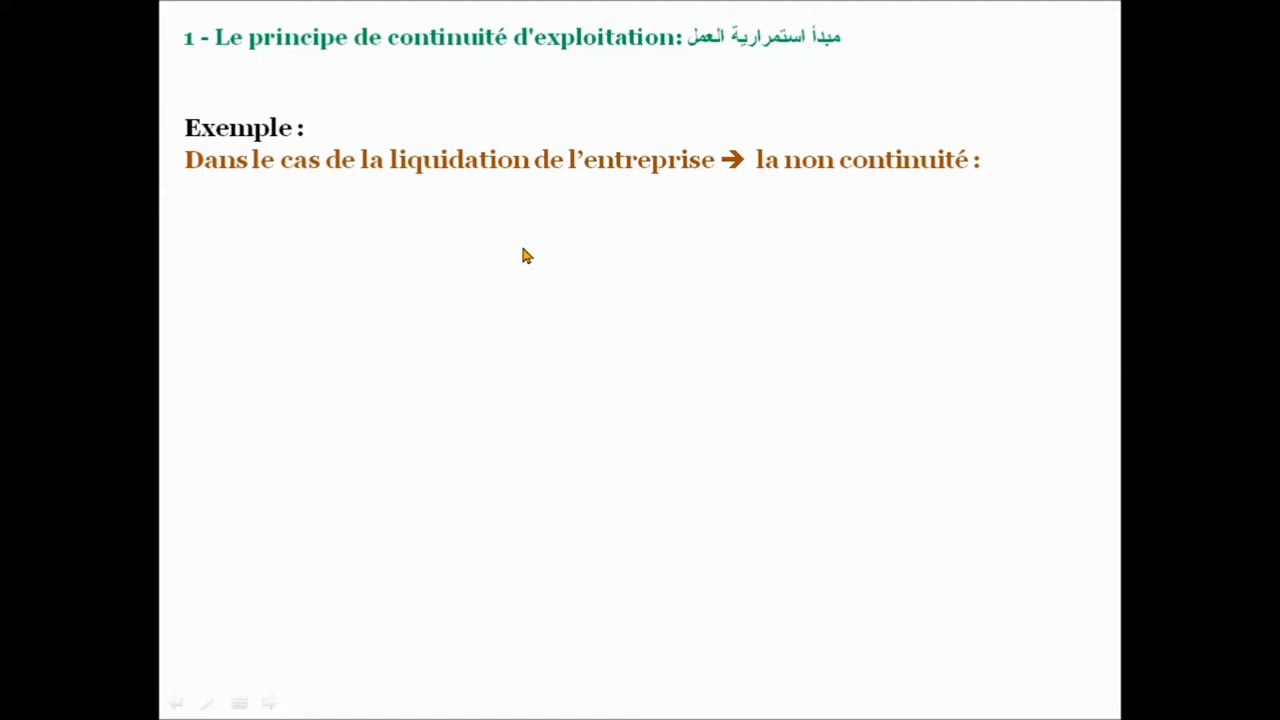 1 - Le principe de continuité d'exploitation: مبدأ استمرارية العمل
Exemple :
Dans le cas de la liquidation de l’entreprise ➔ la non continuité :